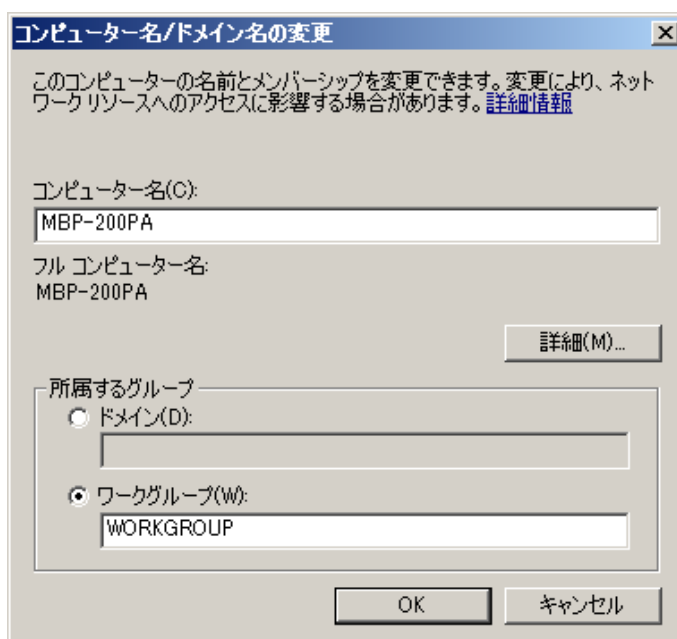 コンピューター名/ドメイン名の変更
このコンピューターの名前とメンバーシップを変更できます。変更により、ネット
ワーク リソースへのアクセスに影響する場合があります。詳細情報
コンピューター名(C):
MBP-200PA
フル コンピューター名:
MBP-200PA
詳細(M)...
所属するグループ
ドメイン(D):
ワークグループ(W):
WORKGROUP
OK
キャンセル